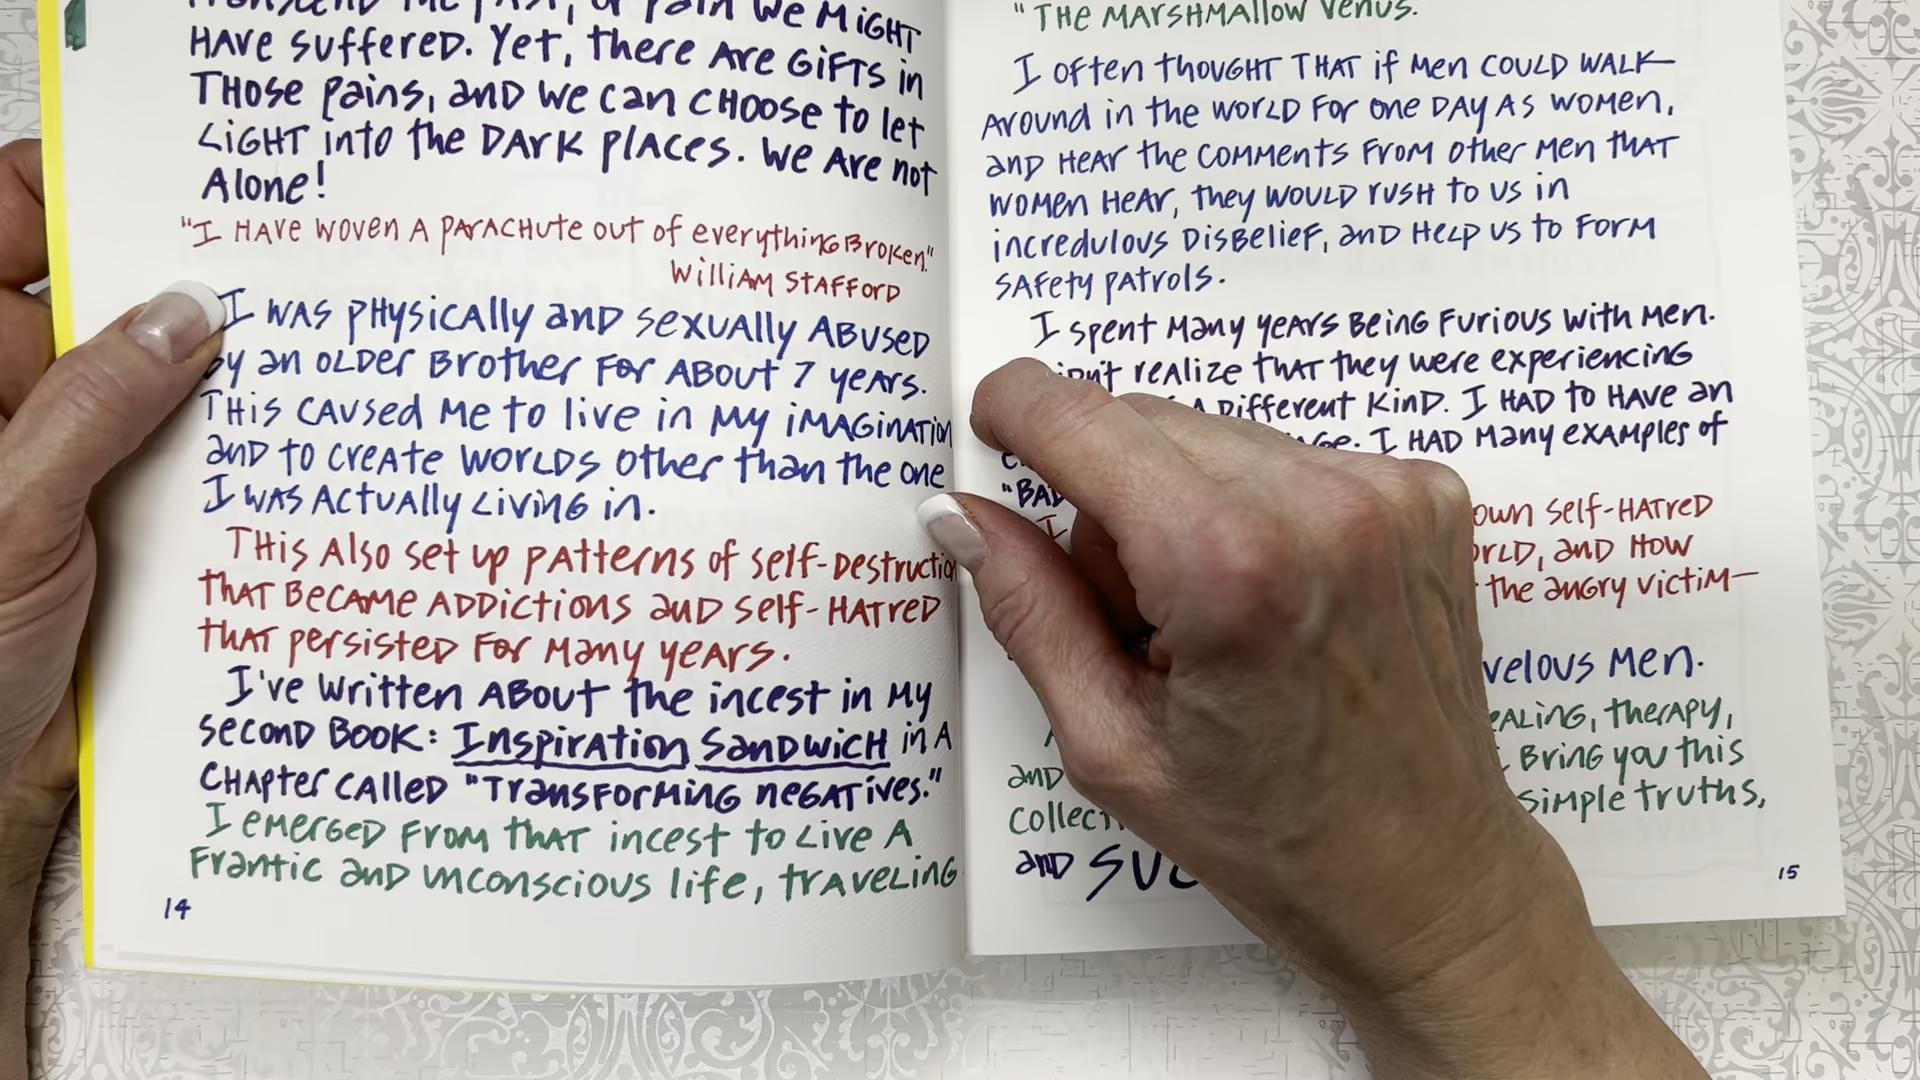 TRANSCEND THE PAST, OR PAIN WE MIGHT
HAVE SUFFERED. YET, THERE ARE GIFTS IN
THOSE PAINS, AND WE CAN CHOOSE TO LET
LIGHT INTO THE DARK PLACES. WE ARE NOT
ALONE!
"I HAVE WOVEN A PARACHUTE OUT OF EVERYTHING BROKEN."
WILLIAM STAFFORD
I WAS PHYSICALLY AND SEXUALLY ABUSED
BY AN OLDER BROTHER FOR ABOUT 7 YEARS.
THIS CAUSED ME TO LIVE IN MY IMAGINATION
AND TO CREATE WORLDS OTHER THAN THE ONE
I WAS ACTUALLY LIVING IN.
THIS ALSO SET UP PATTERNS OF SELF-DESTRUCTION
THAT BECAME ADDICTIONS AND SELF-HATRED
THAT PERSISTED FOR MANY YEARS.
I'VE WRITTEN ABOUT THE INCEST IN MY
SECOND BOOK: INSPIRATION SANDWICH IN A
CHAPTER CALLED "TRANSFORMING NEGATIVES."
I EMERGED FROM THAT INCEST TO LIVE A
FRANTIC AND UNCONSCIOUS LIFE, TRAVELING
14
"THE MARSHMALLOW VENUS."
I OFTEN THOUGHT THAT IF MEN COULD WALK
AROUND IN THE WORLD FOR ONE DAY AS WOMEN,
AND HEAR THE COMMENTS FROM OTHER MEN THAT
WOMEN HEAR, THEY WOULD RUSH TO US IN
INCREDULOUS DISBELIEF, AND HELP US TO FORM
SAFETY PATROLS.
I SPENT MANY YEARS BEING FURIOUS WITH MEN.
REALIZE THAT THEY WERE EXPERIENCING
A DIFFERENT KIND. I HAD TO HAVE AN
I HAD MANY EXAMPLES OF
"BAD
I OWN SELF-HATRED
AND HOW
THE ANGRY VICTIM—
MEN.
THERAPY,
AND BRING YOU THIS
SIMPLE TRUTHS,
AND
15